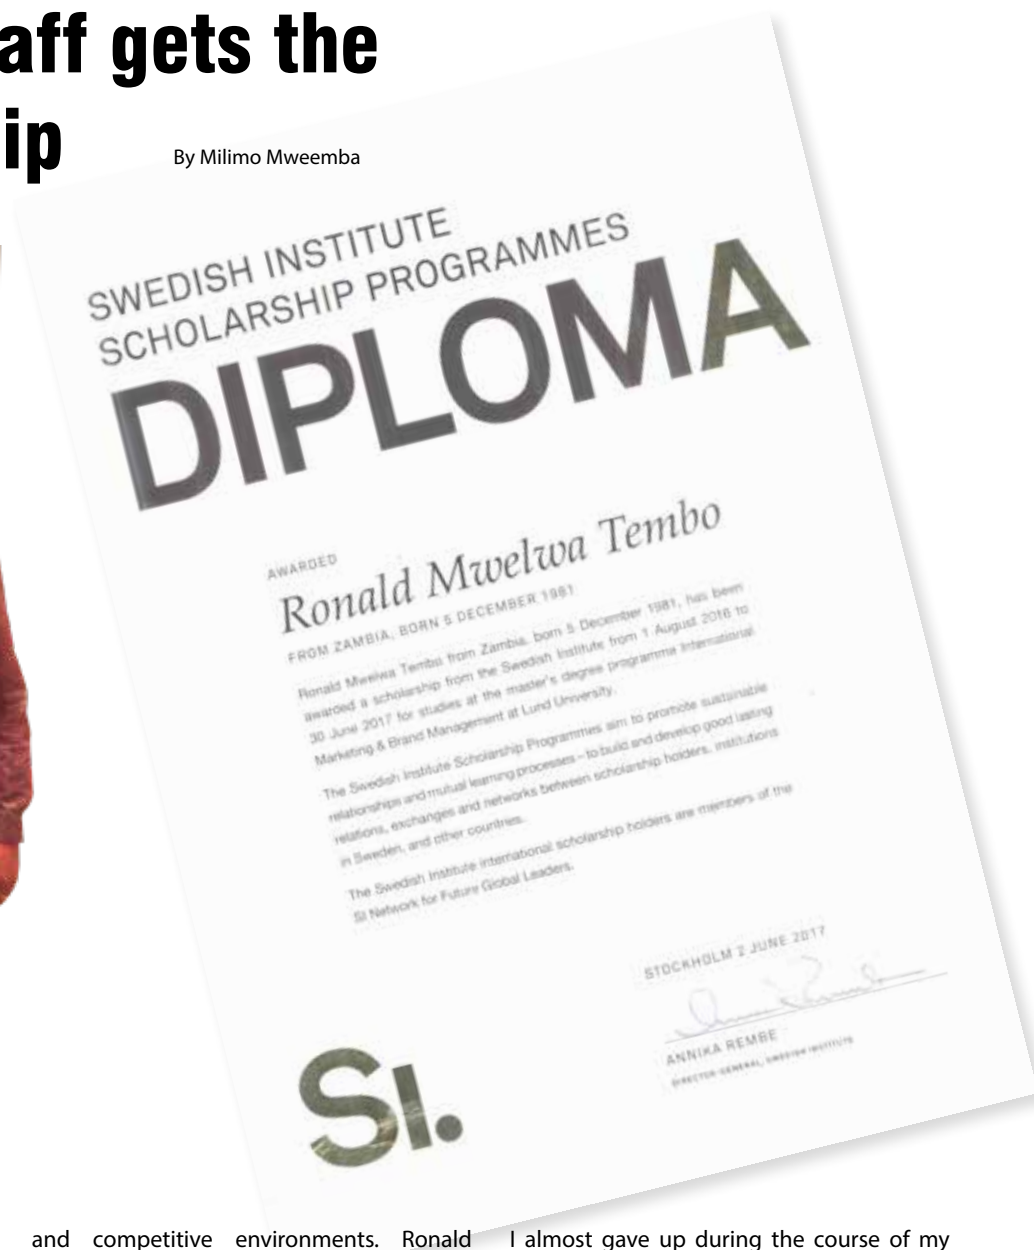 aff gets the
ip
By Milimo Mweemba
SWEDISH INSTITUTE
SCHOLARSHIP PROGRAMMES
DIPLOMA
AWARDED
Ronald Mwelwa Tembo
FROM ZAMBIA, BORN 5 DECEMBER 1981
Ronald Mwelwa Tembo from Zambia, born 5 December 1981, has been
awarded a scholarship from the Swedish Institute from 1 August 2016 to
30 June 2017 for studies at the master's degree programme International
Marketing & Brand Management at Lund University.
The Swedish Institute Scholarship Programmes aim to promote sustainable
relationships and mutual learning processes – to build and develop good lasting
relations, exchanges and networks between scholarship holders, institutions
in Sweden, and other countries.
The Swedish Institute international scholarship holders are members of the
SI Network for Future Global Leaders.
STOCKHOLM 2 JUNE 2017
ANNIKA REMBE
DIRECTOR-GENERAL, SWEDISH INSTITUTE
SI.
and competitive environments. Ronald
I almost gave up during the course of my